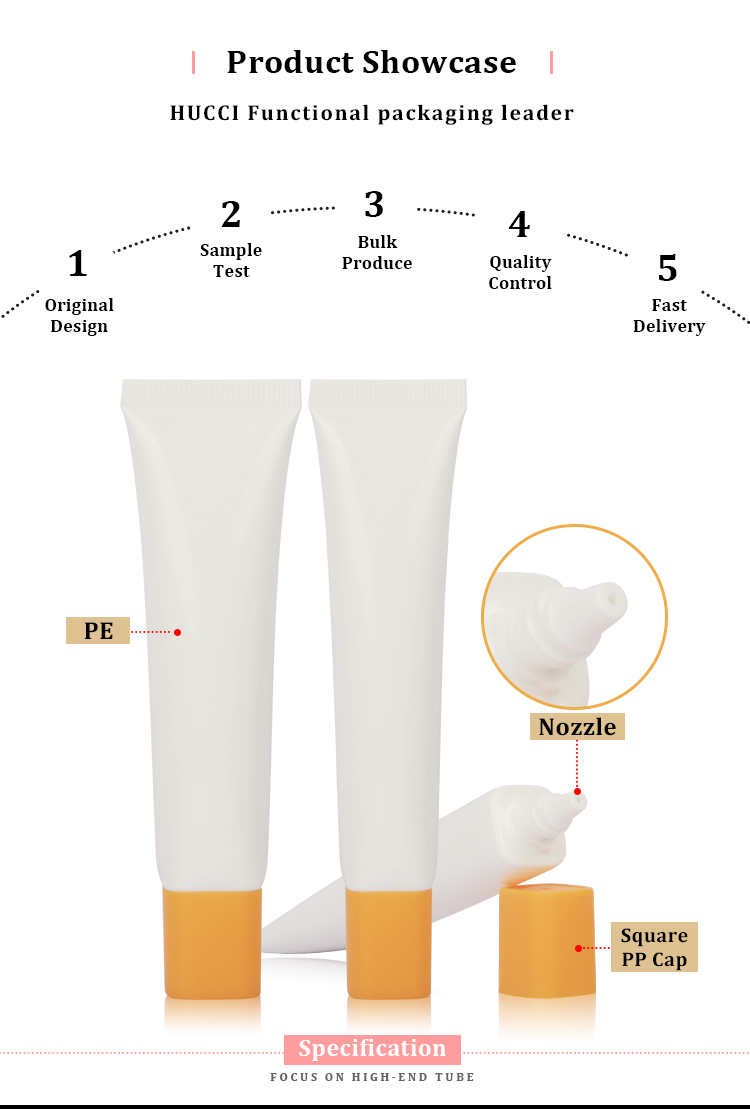 Product Showcase
HUCCI Functional packaging leader
1
Original
Design
2
Sample
Test
3
Bulk
Produce
4
Quality
Control
5
Fast
Delivery
PE
Nozzle
Square
PP Cap
Specification
FOCUS ON HIGH-END TUBE